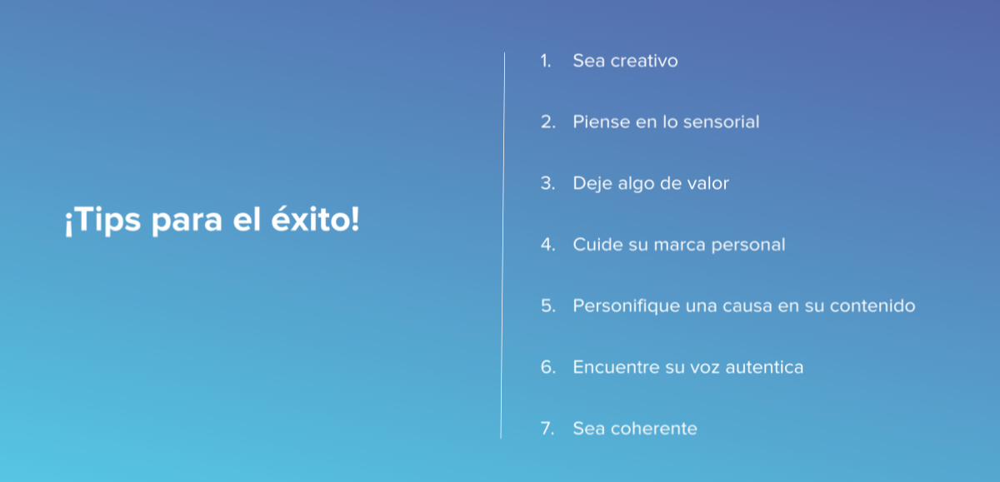 ¡Tips para el éxito!
1. Sea creativo
2. Piense en lo sensorial
3. Deje algo de valor
4. Cuide su marca personal
5. Personifique una causa en su contenido
6. Encuentre su voz autentica
7. Sea coherente